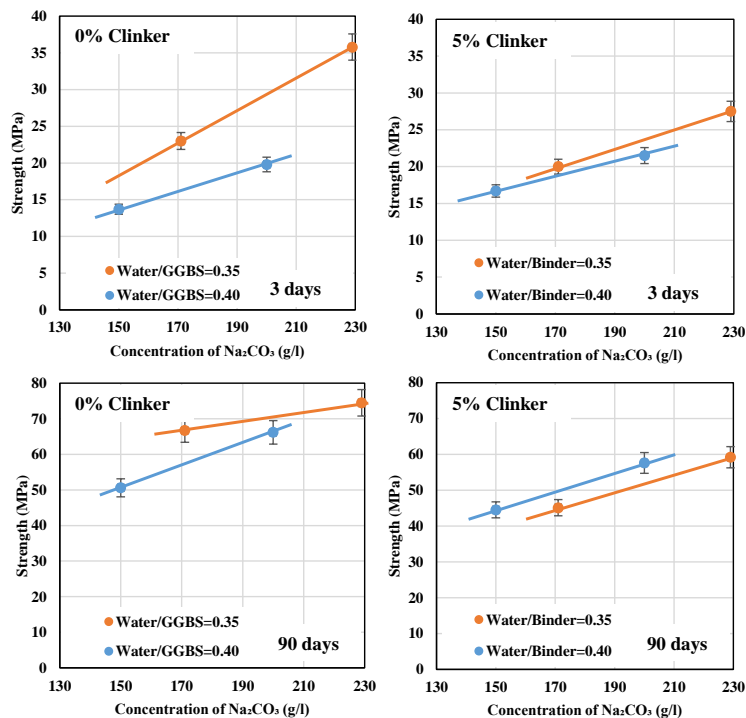 0% Clinker
Strength (MPa)
40
35
30
25
20
15
10
5
0
Water/GGBS=0.35
Water/GGBS=0.40
3 days
130 150 170 190 210 230
Concentration of Na₂CO₃ (g/l)
5% Clinker
Strength (MPa)
40
35
30
25
20
15
10
5
0
Water/Binder=0.35
Water/Binder=0.40
3 days
130 150 170 190 210 230
Concentration of Na₂CO₃ (g/l)
0% Clinker
Strength (MPa)
80
70
60
50
40
30
20
10
0
Water/GGBS=0.35
Water/GGBS=0.40
90 days
130 150 170 190 210 230
Concentration of Na₂CO₃ (g/l)
5% Clinker
Strength (MPa)
80
70
60
50
40
30
20
10
0
Water/Binder=0.35
Water/Binder=0.40
90 days
130 150 170 190 210 230
Concentration of Na₂CO₃ (g/l)